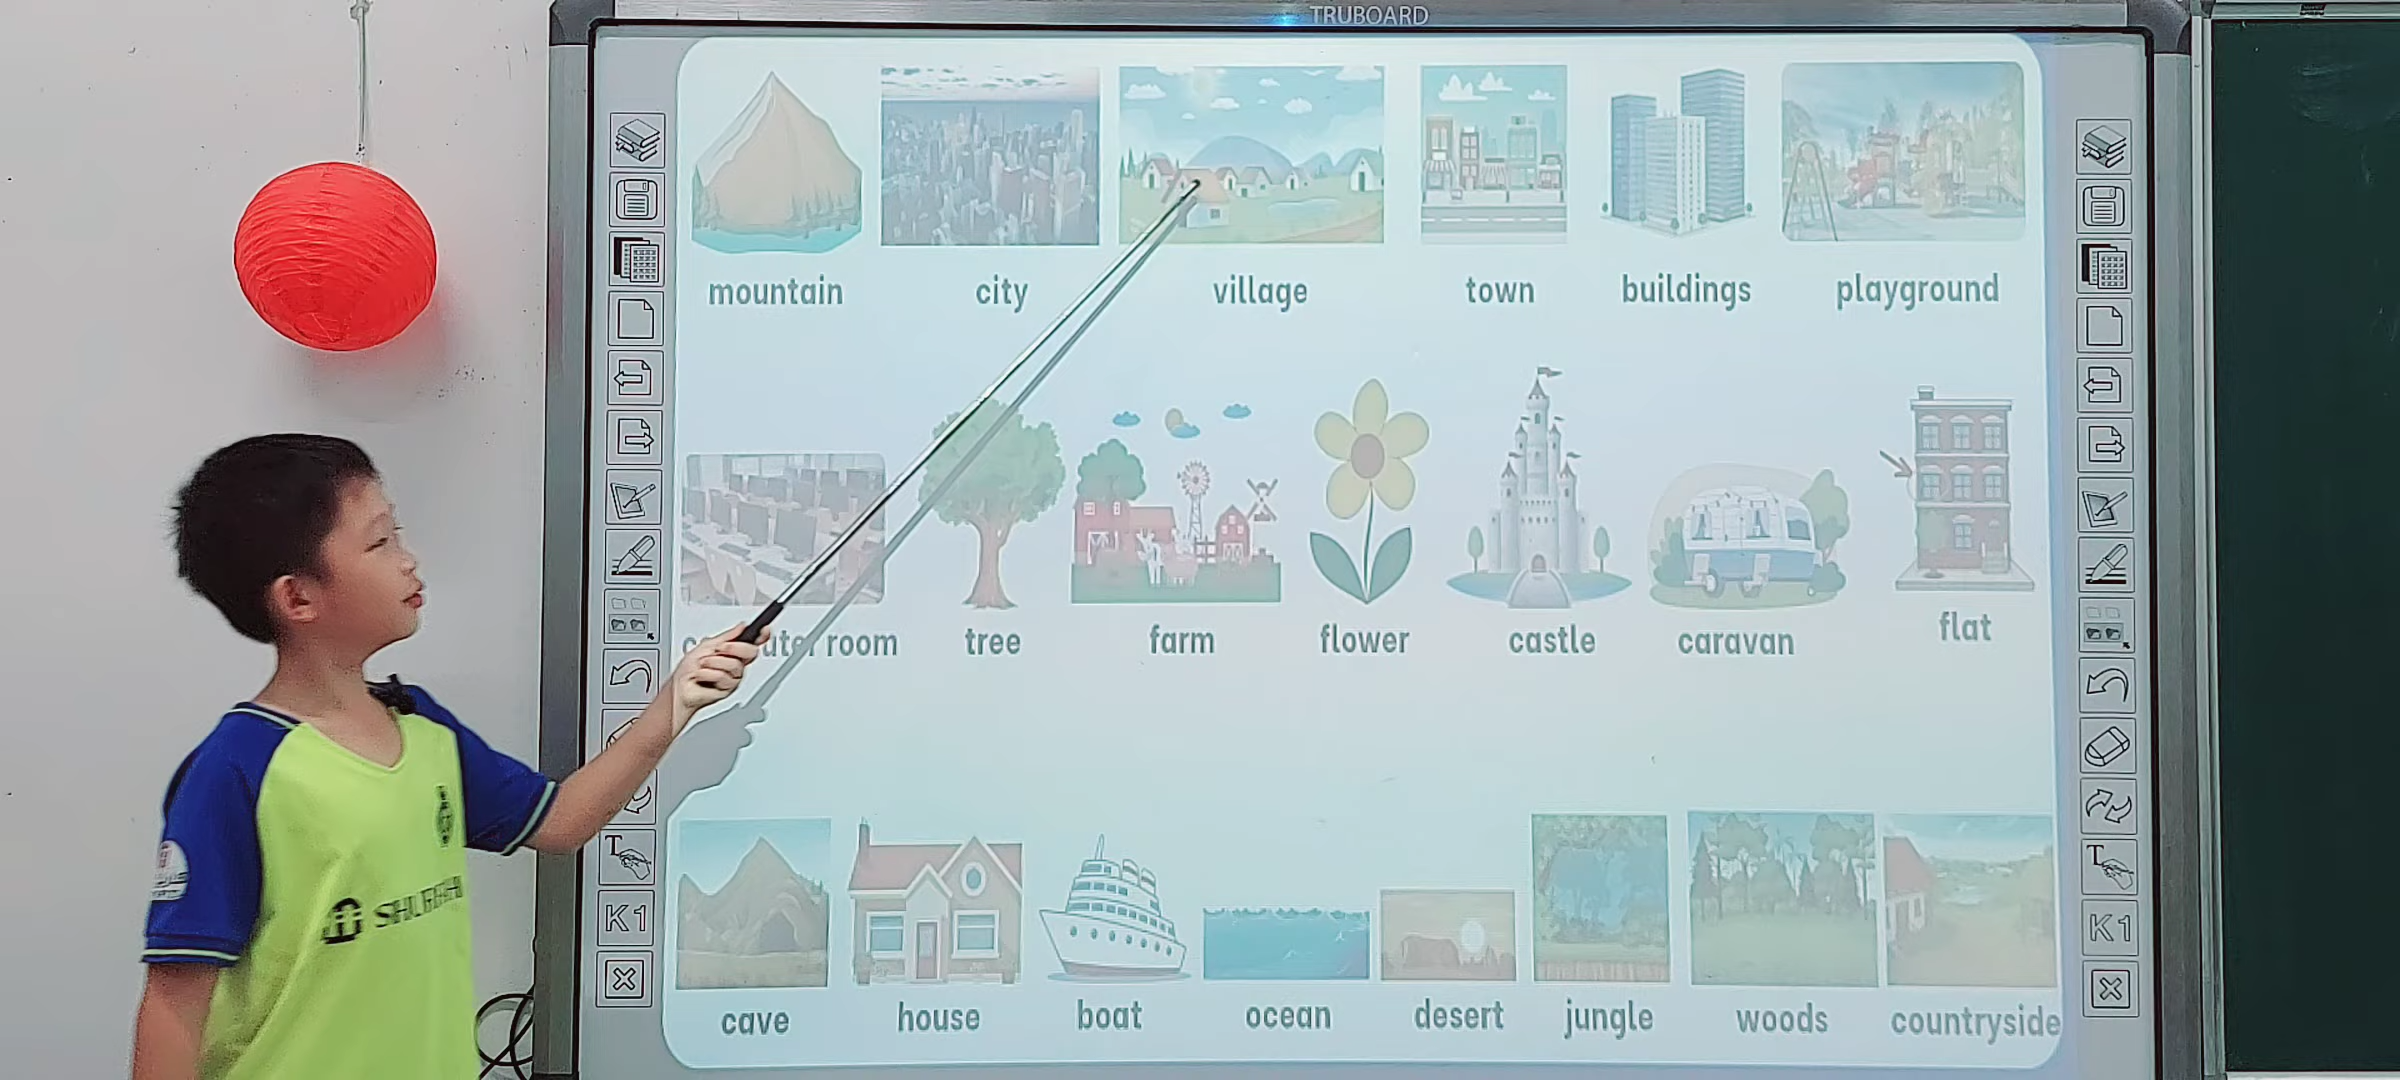 TRUBOARD
mountain city village town buildings playground
room tree farm flower castle caravan flat
cave house boat ocean desert jungle woods countryside
K1
K1
T
T